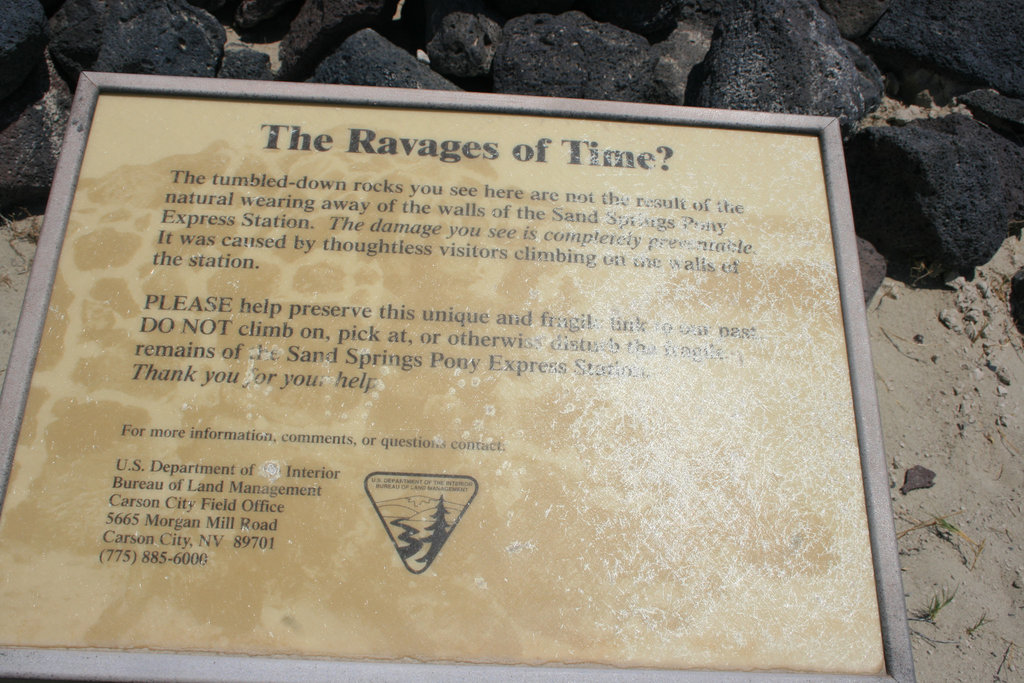 The Ravages of Time?
The tumbled-down rocks you see here are not the result of the
natural wearing away of the walls of the Sand Springs Pony
Express Station. The damage you see is completely preventable.
It was caused by thoughtless visitors climbing on the walls of
the station.
PLEASE help preserve this unique and fragile link to our past.
DO NOT climb on, pick at, or otherwise disturb the fragile
remains of the Sand Springs Pony Express Station.
Thank you for your help.
For more information, comments, or questions contact:
U.S. Department of Interior
Bureau of Land Management
Carson City Field Office
5665 Morgan Mill Road
Carson City, NV 89701
(775) 885-6000
U.S. DEPARTMENT OF THE INTERIOR
BUREAU OF LAND MANAGEMENT